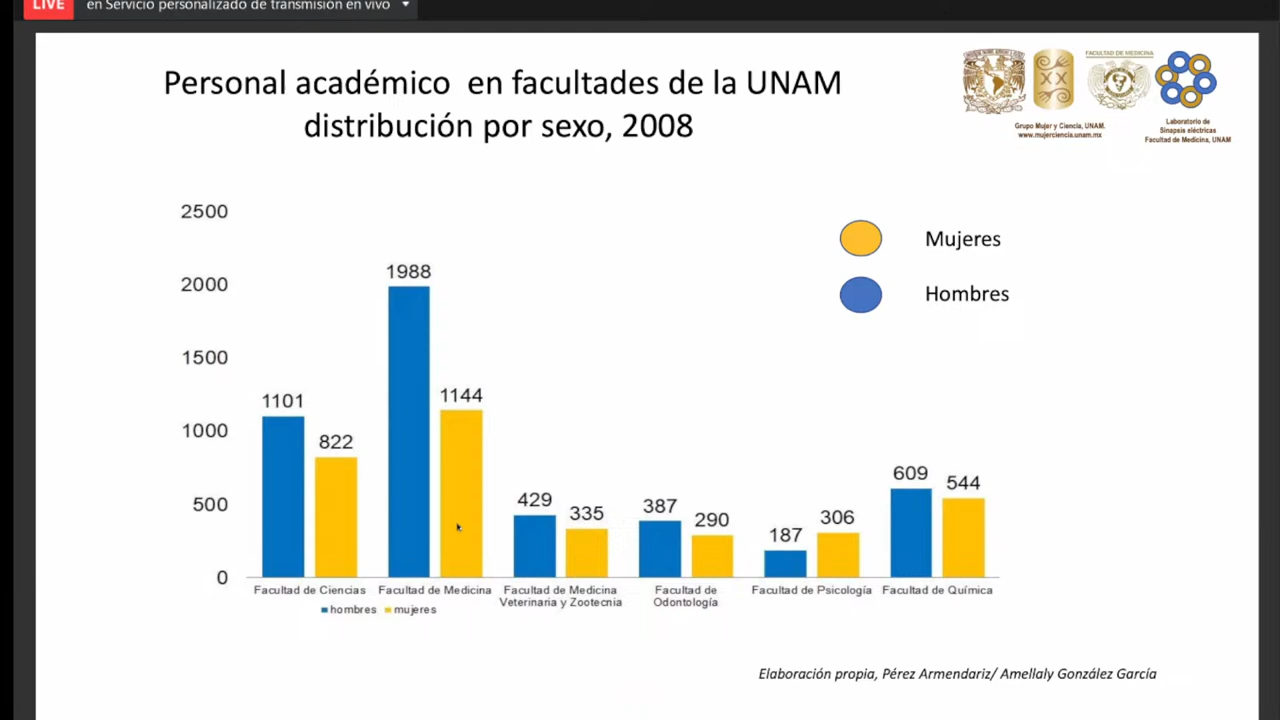 LIVE en Servicio personalizado de transmisión en vivo
Personal académico en facultades de la UNAM
distribución por sexo, 2008
FACULTAD DE MEDICINA
Grupo Mujer y Ciencia, UNAM.
www.mujerciencia.unam.mx
Laboratorio de
Sinapsis eléctricas
Facultad de Medicina, UNAM
Mujeres
Hombres
2500
2000
1500
1000
500
0
1101
822
1988
1144
429
335
387
290
187
306
609
544
Facultad de Ciencias
Facultad de Medicina
Facultad de Medicina
Veterinaria y Zootecnia
Facultad de
Odontología
Facultad de Psicología
Facultad de Química
hombres mujeres
Elaboración propia, Pérez Armendariz/ Amellaly González García